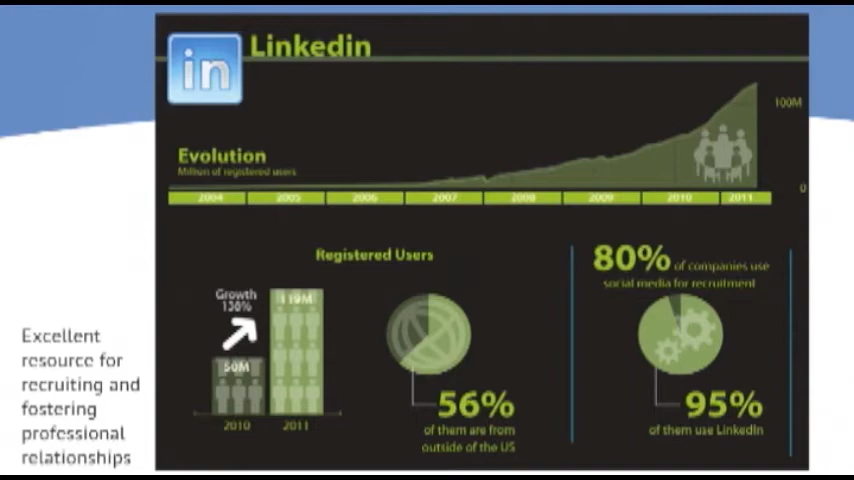 in
Linkedin
100M
Evolution
Million of registered users
0
2004 2005 2006 2007 2008 2009 2010 2011
Registered Users
80% of companies use
social media for recruitment
Growth
130%
119M
50M
2010 2011
56%
of them are from
outside of the US
95%
of them use LinkedIn
Excellent
resource for
recruiting and
fostering
professional
relationships